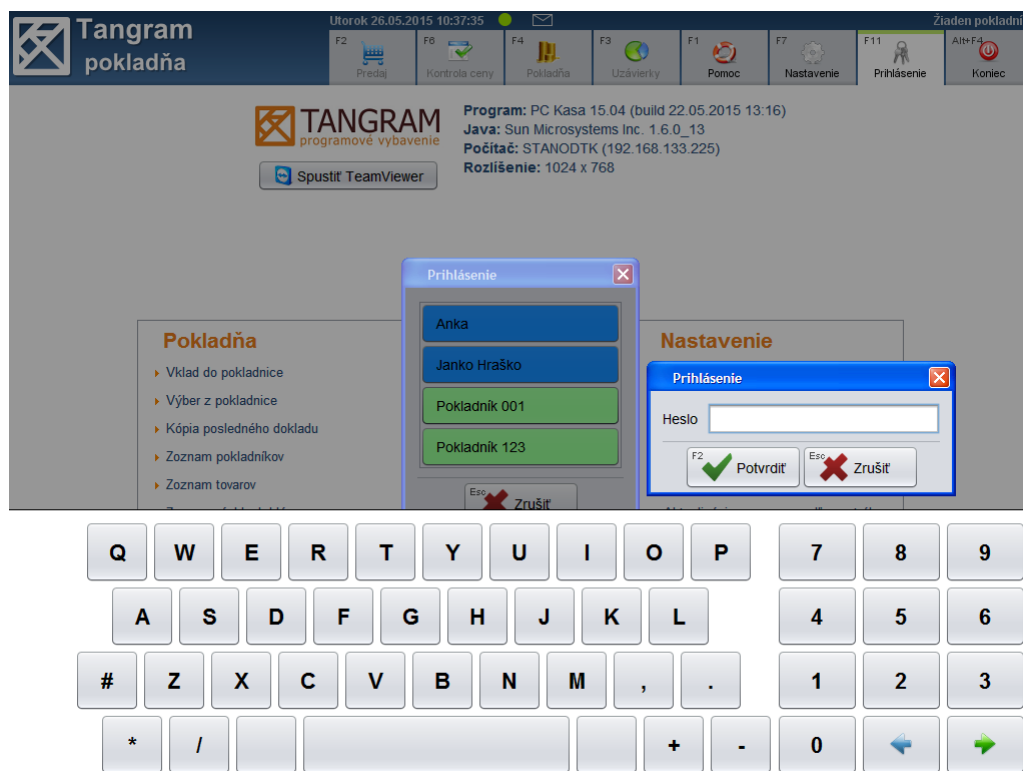 Tangram
pokladňa
Utorok 26.05.2015 10:37:35
Žiaden pokladní
F2 Predaj
F6 Kontrola ceny
F4 Pokladňa
F3 Uzávierky
F1 Pomoc
F7 Nastavenie
F11 Prihlásenie
Alt+F4 Koniec
TANGRAM
programové vybavenie
Spustiť TeamViewer
Program: PC Kasa 15.04 (build 22.05.2015 13:16)
Java: Sun Microsystems Inc. 1.6.0_13
Počítač: STANODTK (192.168.133.225)
Rozlíšenie: 1024 x 768
Pokladňa
Vklad do pokladnice
Výber z pokladnice
Kópia posledného dokladu
Zoznam pokladníkov
Zoznam tovarov
Prihlásenie
Anka
Janko Hraško
Pokladník 001
Pokladník 123
Esc Zrušiť
Nastavenie
Prihlásenie
Heslo
F2 Potvrdiť
Esc Zrušiť
Q W E R T Y U I O P 7 8 9
A S D F G H J K L 4 5 6
# Z X C V B N M , . 1 2 3
* / + - 0